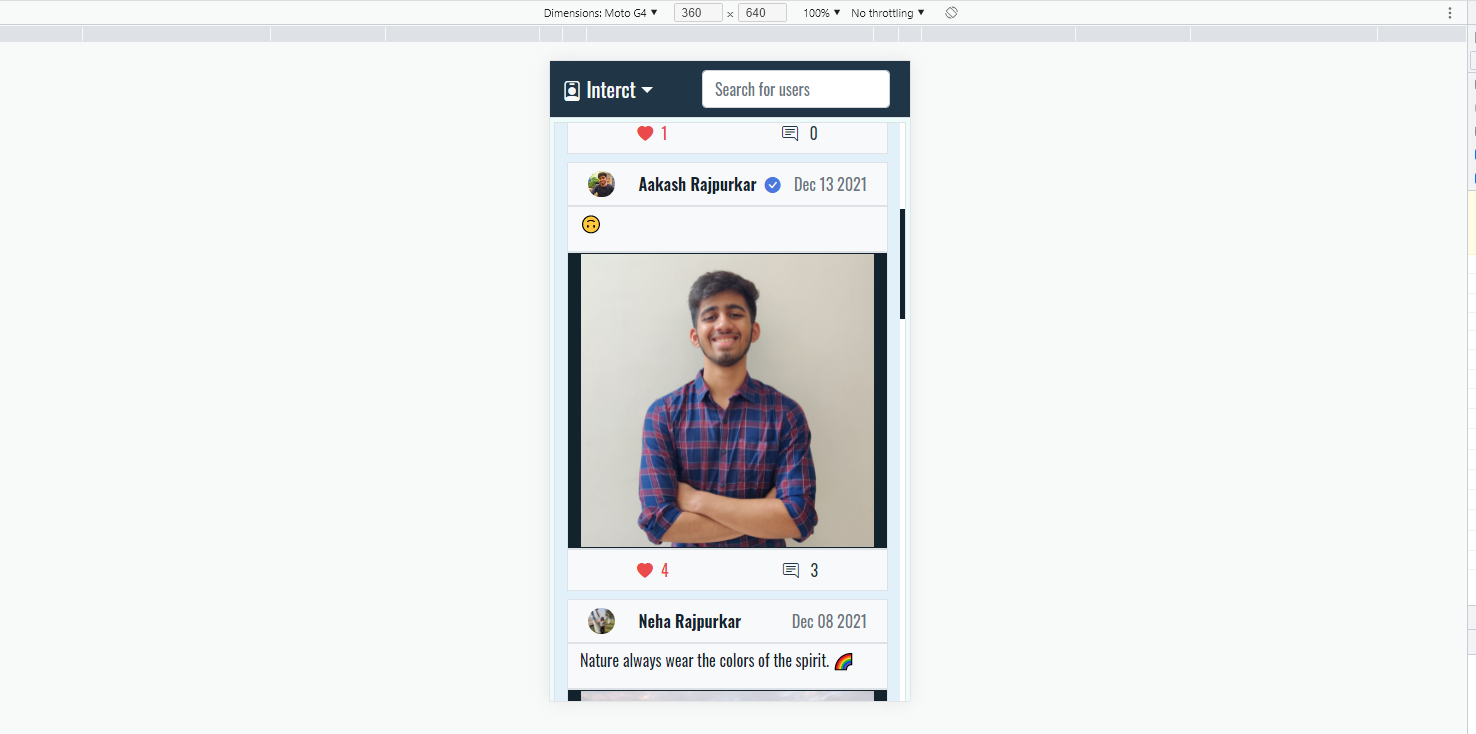 Dimensions: Moto G4 ▼ 360 x 640 100% ▼ No throttling ▼
Interct Search for users
1 0
Aakash Rajpurkar Dec 13 2021
🙃
4 3
Neha Rajpurkar Dec 08 2021
Nature always wear the colors of the spirit. 🌈